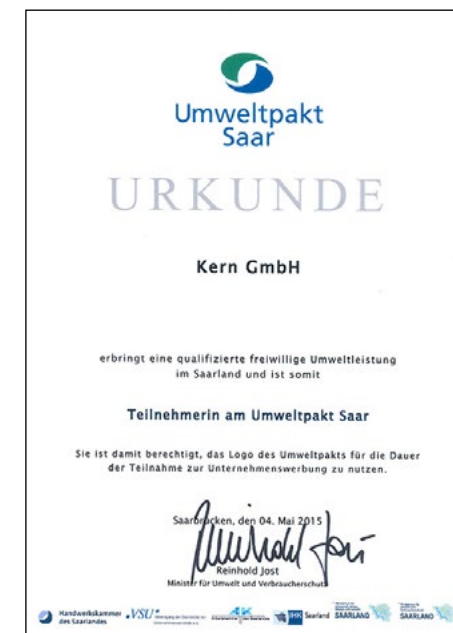 Umweltpakt
Saar
URKUNDE
Kern GmbH
erbringt eine qualifizierte freiwillige Umweltleistung
im Saarland und ist somit
Teilnehmerin am Umweltpakt Saar
Sie ist damit berechtigt, das Logo des Umweltpakts für die Dauer
der Teilnahme zur Unternehmenswerbung zu nutzen.
Saarbrücken, den 04. Mai 2015
Reinhold Jost
Minister für Umwelt und Verbraucherschutz
Handwerkskammer
des Saarlandes
VSU
IHK Saarland
SAARLAND
SAARLAND